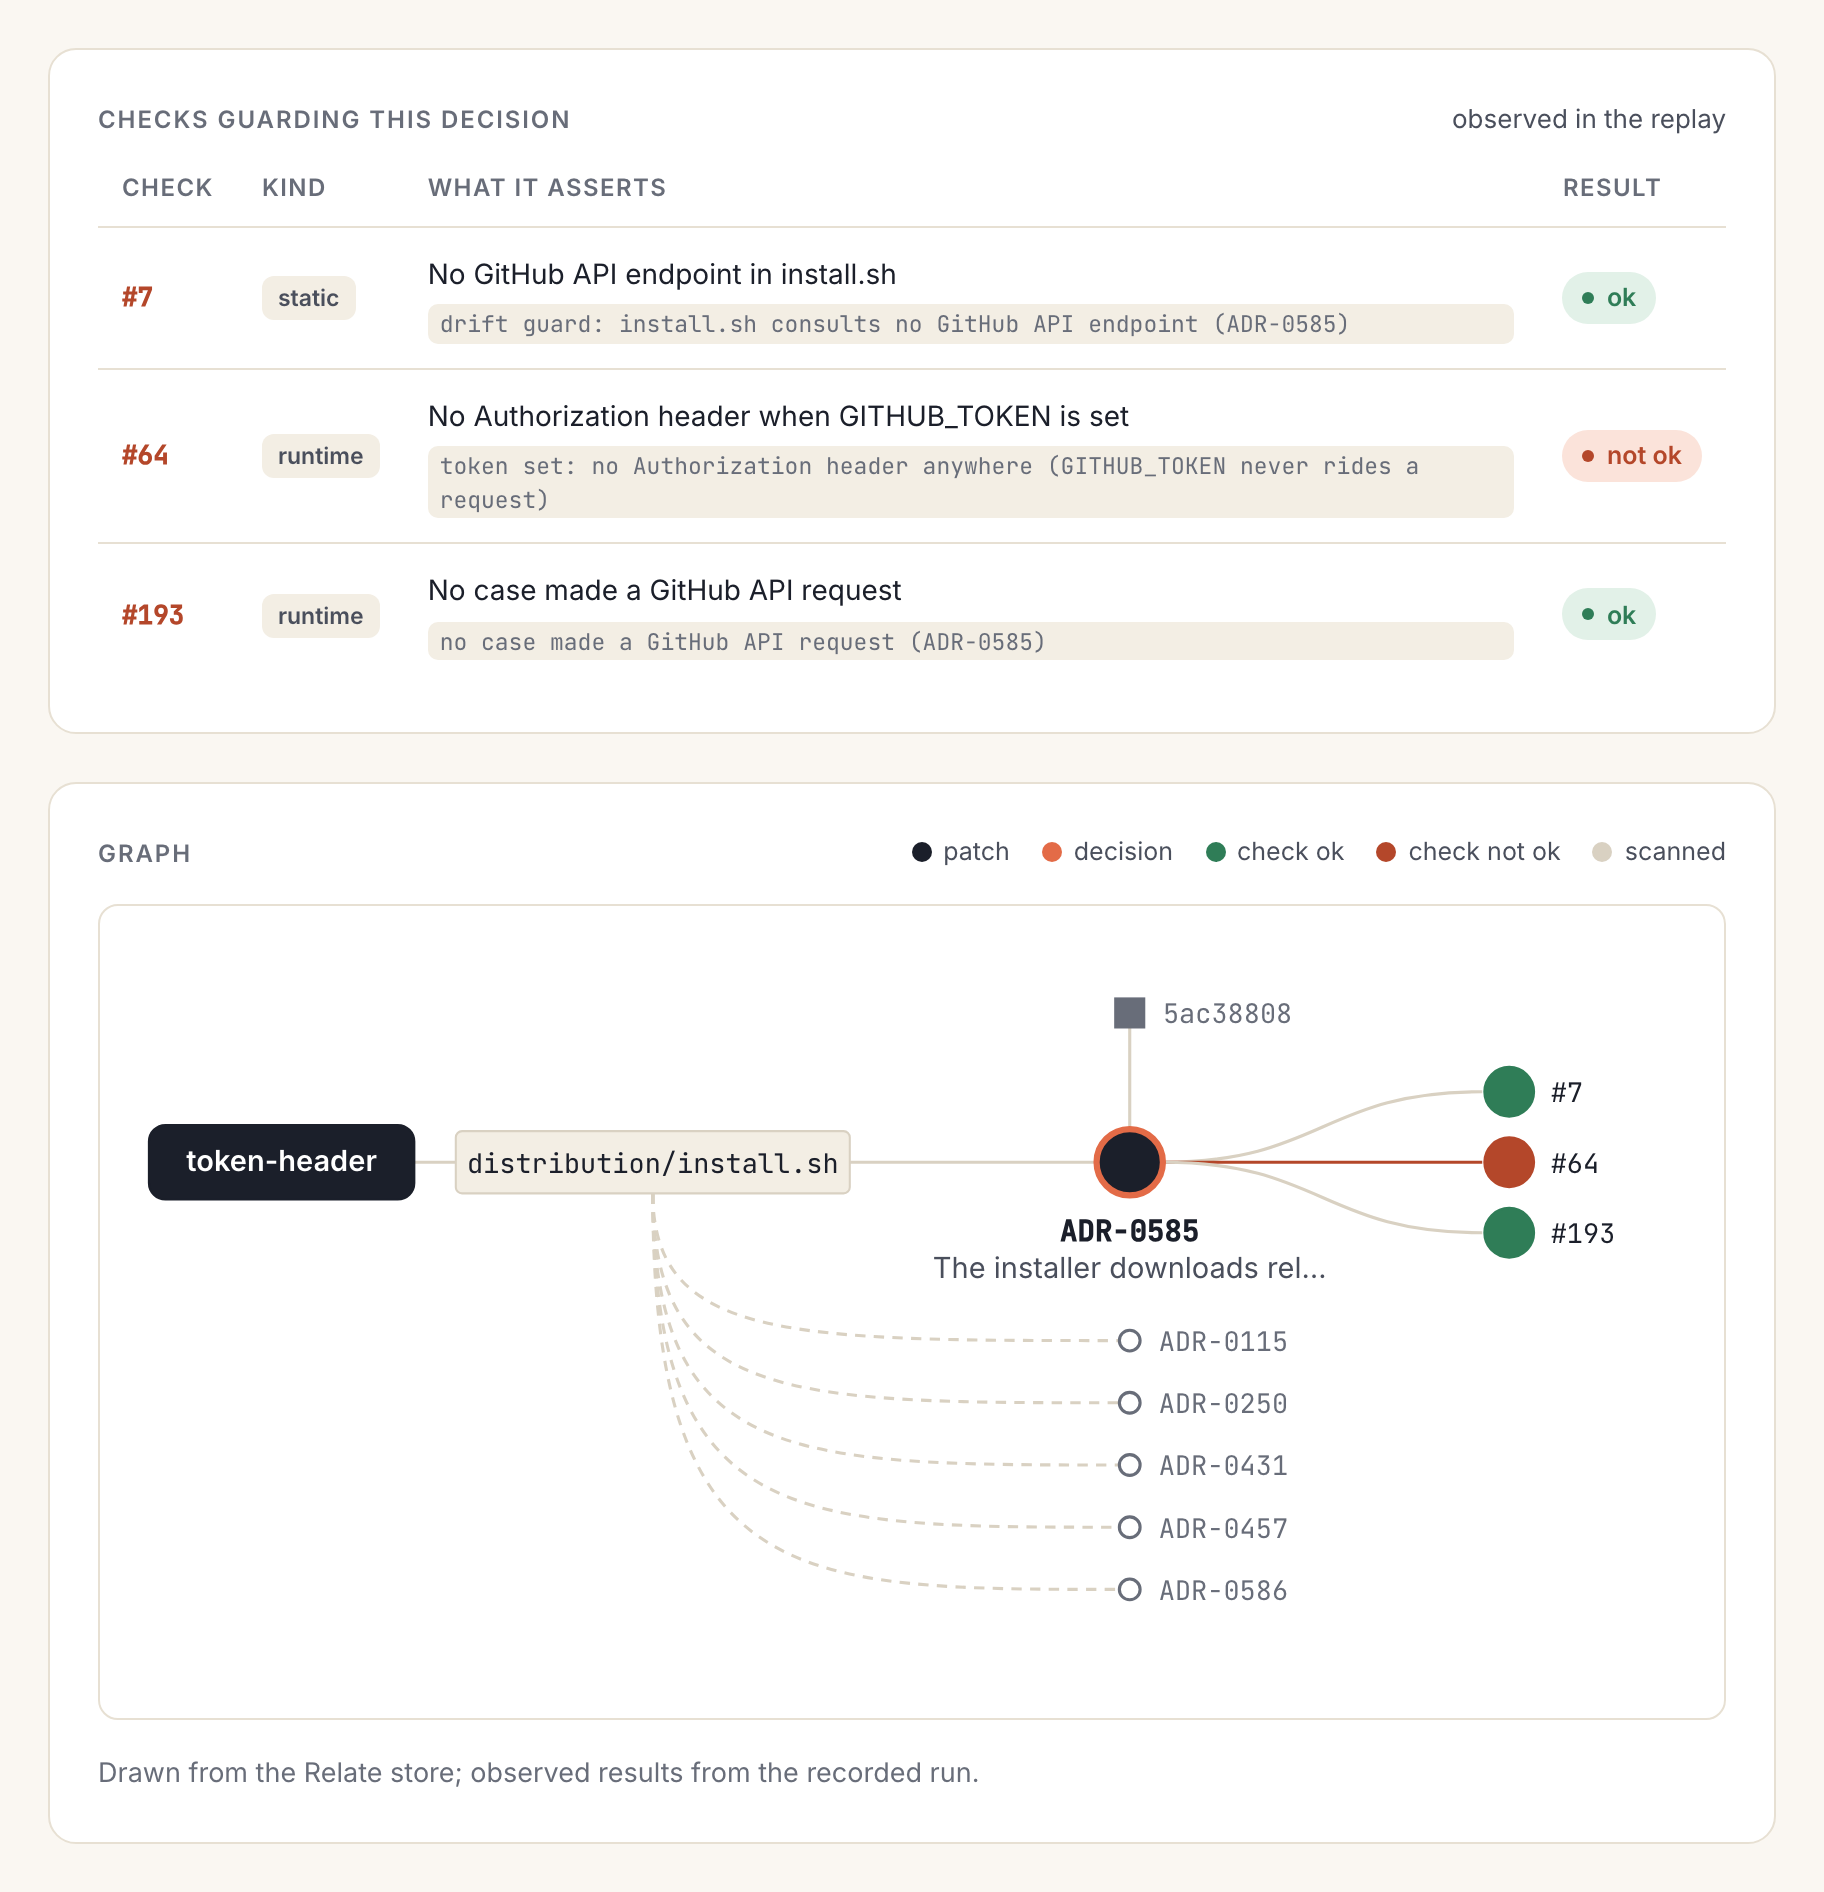 CHECKS GUARDING THIS DECISION
observed in the replay
CHECK KIND WHAT IT ASSERTS RESULT
No GitHub API endpoint in install.sh
#7 static ok
drift guard: install.sh consults no GitHub API endpoint (ADR-0585)
No Authorization header when GITHUB_TOKEN is set
#64 runtime not ok
token set: no Authorization header anywhere (GITHUB_TOKEN never rides a
request)
No case made a GitHub API request
#193 runtime ok
no case made a GitHub API request (ADR-0585)
GRAPH
patch decision check ok check not ok scanned
5ac38808
#7
token-header distribution/install.sh #64
ADR-0585
#193
The installer downloads rel...
ADR-0115
ADR-0250
ADR-0431
ADR-0457
ADR-0586
Drawn from the Relate store; observed results from the recorded run.